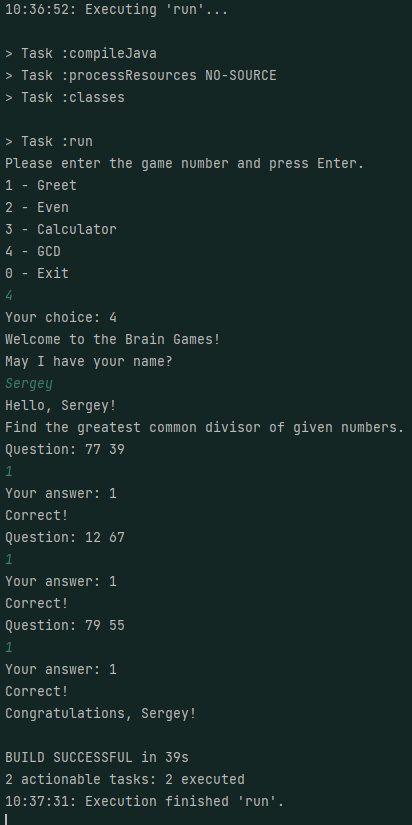 10:36:52: Executing 'run'...

> Task :compileJava
> Task :processResources NO-SOURCE
> Task :classes

> Task :run
Please enter the game number and press Enter.
1 - Greet
2 - Even
3 - Calculator
4 - GCD
0 - Exit
4
Your choice: 4
Welcome to the Brain Games!
May I have your name?
Sergey
Hello, Sergey!
Find the greatest common divisor of given numbers.
Question: 77 39
1
Your answer: 1
Correct!
Question: 12 67
1
Your answer: 1
Correct!
Question: 79 55
1
Your answer: 1
Correct!
Congratulations, Sergey!

BUILD SUCCESSFUL in 39s
2 actionable tasks: 2 executed
10:37:31: Execution finished 'run'.